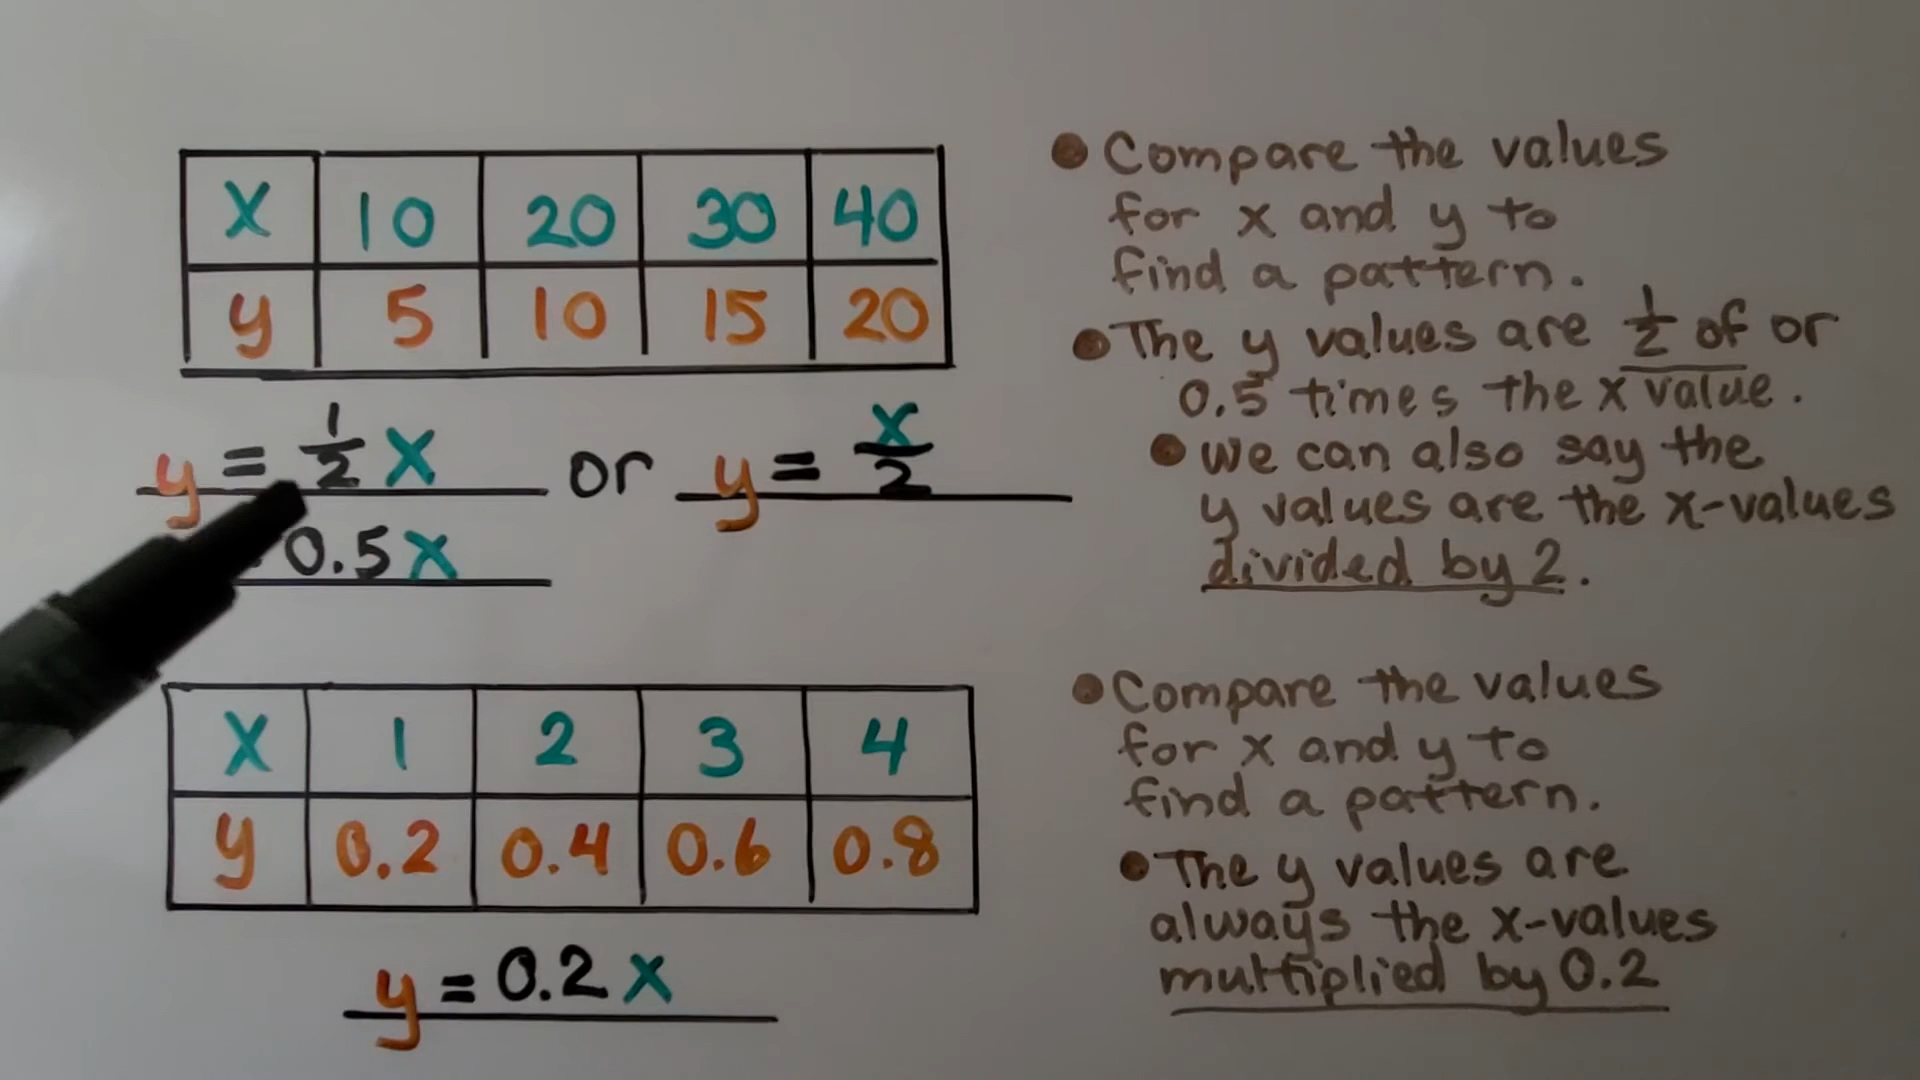 x 10 20 30 40
y 5 10 15 20
y = 1/2 x or y = x/2
0.5x
• Compare the values
for x and y to
find a pattern.
• The y values are 1/2 of or
0.5 times the x value.
• we can also say the
y values are the x-values
divided by 2.
x 1 2 3 4
y 0.2 0.4 0.6 0.8
y = 0.2x
• Compare the values
for x and y to
find a pattern.
• The y values are
always the x-values
multiplied by 0.2